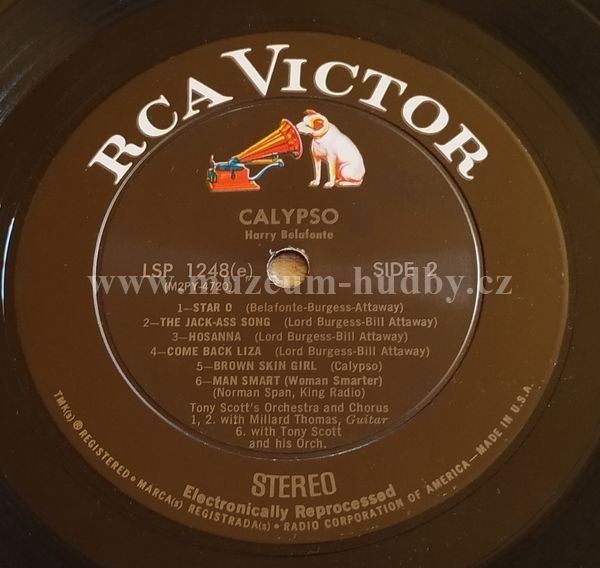 RCA VICTOR
CALYPSO
Harry Belafonte
LSP 1248(e) SIDE 2
(M2PY-4720)
www.muzeum-hudby.cz
1—STAR O (Belafonte-Burgess-Attaway)
2—THE JACK-ASS SONG (Lord Burgess-Bill Attaway)
3—HOSANNA (Lord Burgess-Bill Attaway)
4—COME BACK LIZA (Lord Burgess-Bill Attaway)
5—BROWN SKIN GIRL (Calypso)
6—MAN SMART (Woman Smarter)
(Norman Span, King Radio)
Tony Scott's Orchestra and Chorus
1, 2. with Millard Thomas, Guitar
6. with Tony Scott
and his Orch.
STEREO
Electronically Reprocessed
TMK(s) ® REGISTERED • MARCA(s) REGISTRADA(s) • RADIO CORPORATION OF AMERICA—MADE IN U.S.A.